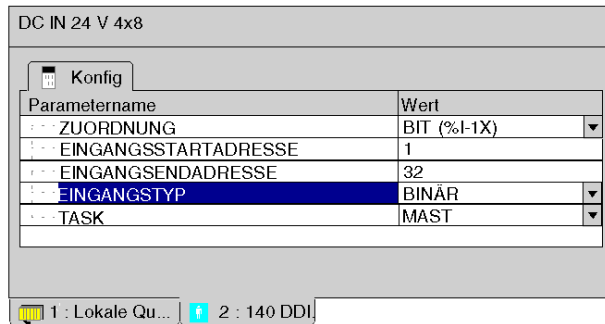 DC IN 24 V 4x8
Konfig
Parametername Wert
ZUORDNUNG BIT (%I-1X)
EINGANGSSTARTADRESSE 1
EINGANGSENDADRESSE 32
EINGANGSTYP BINÄR
TASK MAST
1 : Lokale Qu... 2 : 140 DDI.